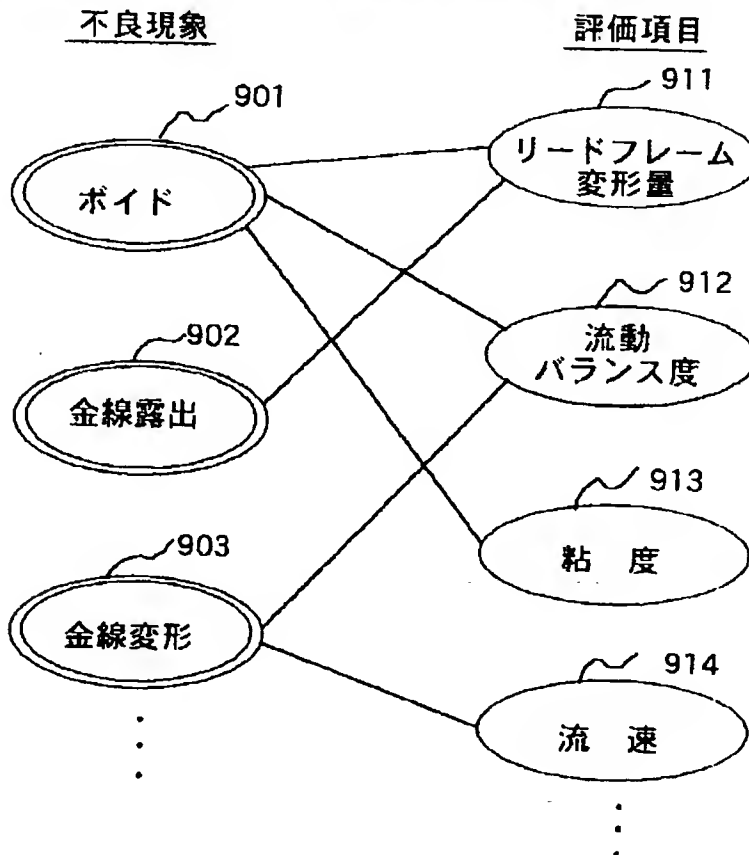 不良現象
評価項目
901
ボイド
902
金線露出
903
金線変形
911
リードフレーム
変形量
912
流動
バランス度
913
粘 度
914
流 速